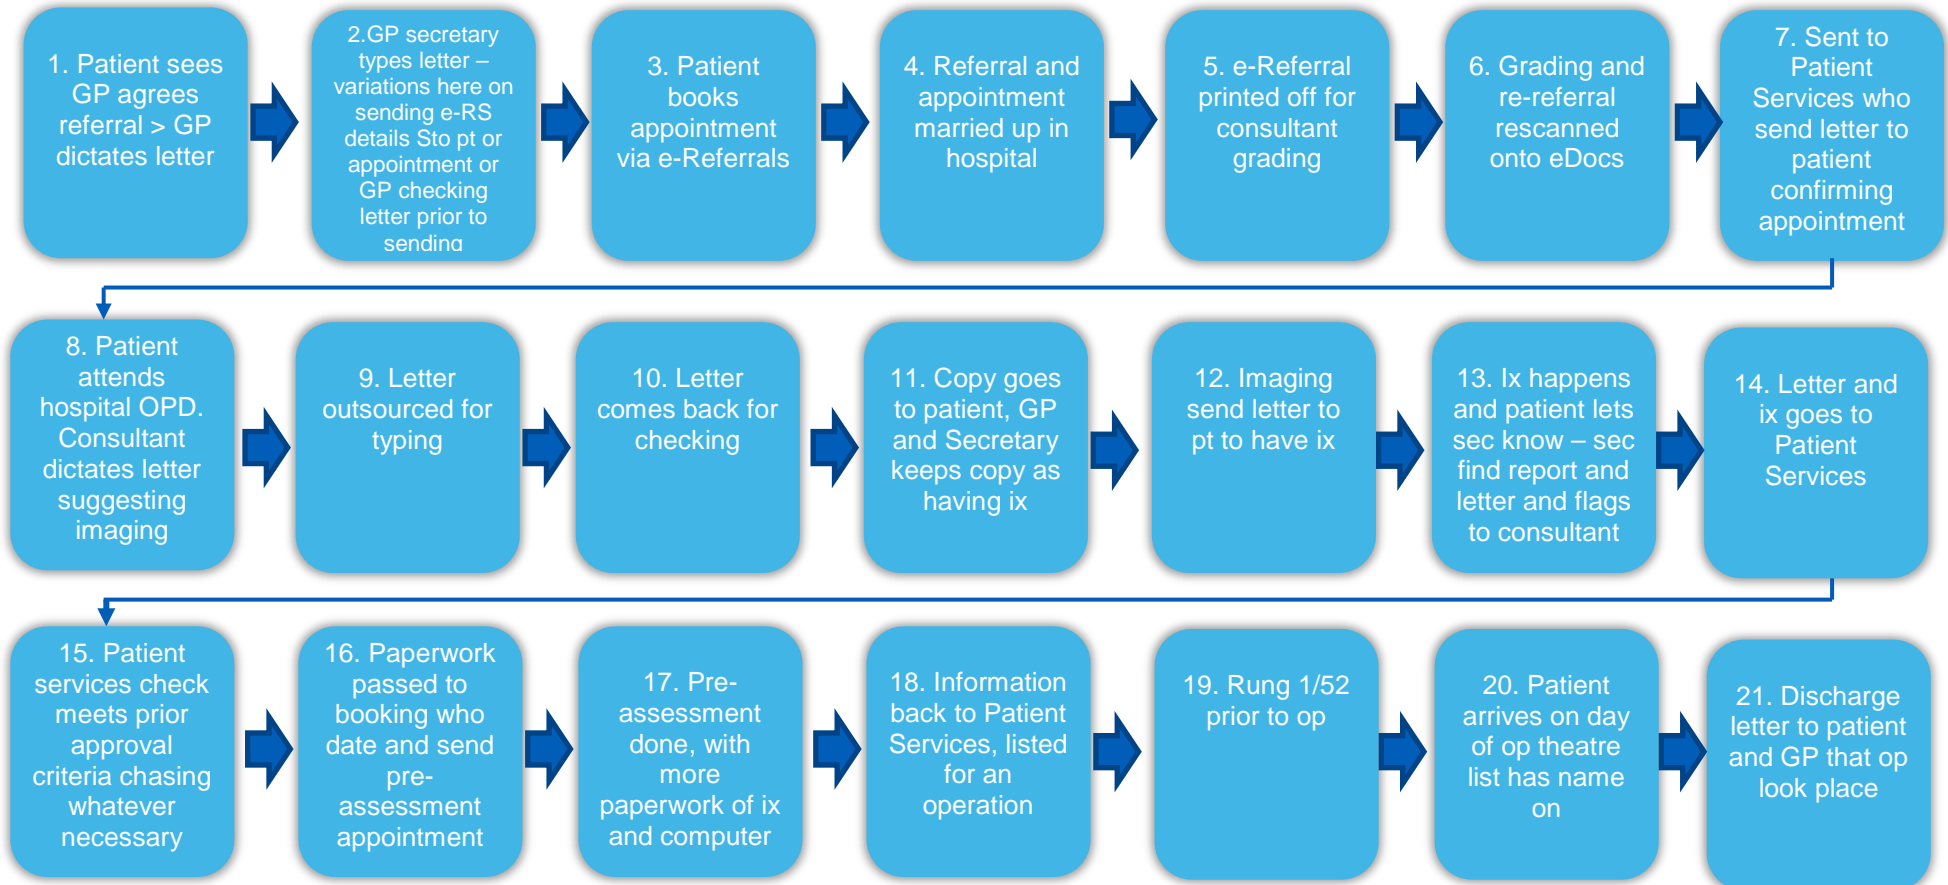 1. Patient sees
GP agrees
referral > GP
dictates letter
2.GP secretary
types letter –
variations here on
sending e-RS
details Sto pt or
appointment or
GP checking
letter prior to
sending
3. Patient
books
appointment
via e-Referrals
4. Referral and
appointment
married up in
hospital
5. e-Referral
printed off for
consultant
grading
6. Grading and
re-referral
rescanned
onto eDocs
7. Sent to
Patient
Services who
send letter to
patient
confirming
appointment
8. Patient
attends
hospital OPD.
Consultant
dictates letter
suggesting
imaging
9. Letter
outsourced for
typing
10. Letter
comes back for
checking
11. Copy goes
to patient, GP
and Secretary
keeps copy as
having ix
12. Imaging
send letter to
pt to have ix
13. Ix happens
and patient lets
sec know – sec
find report and
letter and flags
to consultant
14. Letter and
ix goes to
Patient
Services
15. Patient
services check
meets prior
approval
criteria chasing
whatever
necessary
16. Paperwork
passed to
booking who
date and send
pre-
assessment
appointment
17. Pre-
assessment
done, with
more
paperwork of ix
and computer
18. Information
back to Patient
Services, listed
for an
operation
19. Rung 1/52
prior to op
20. Patient
arrives on day
of op theatre
list has name
on
21. Discharge
letter to patient
and GP that op
look place